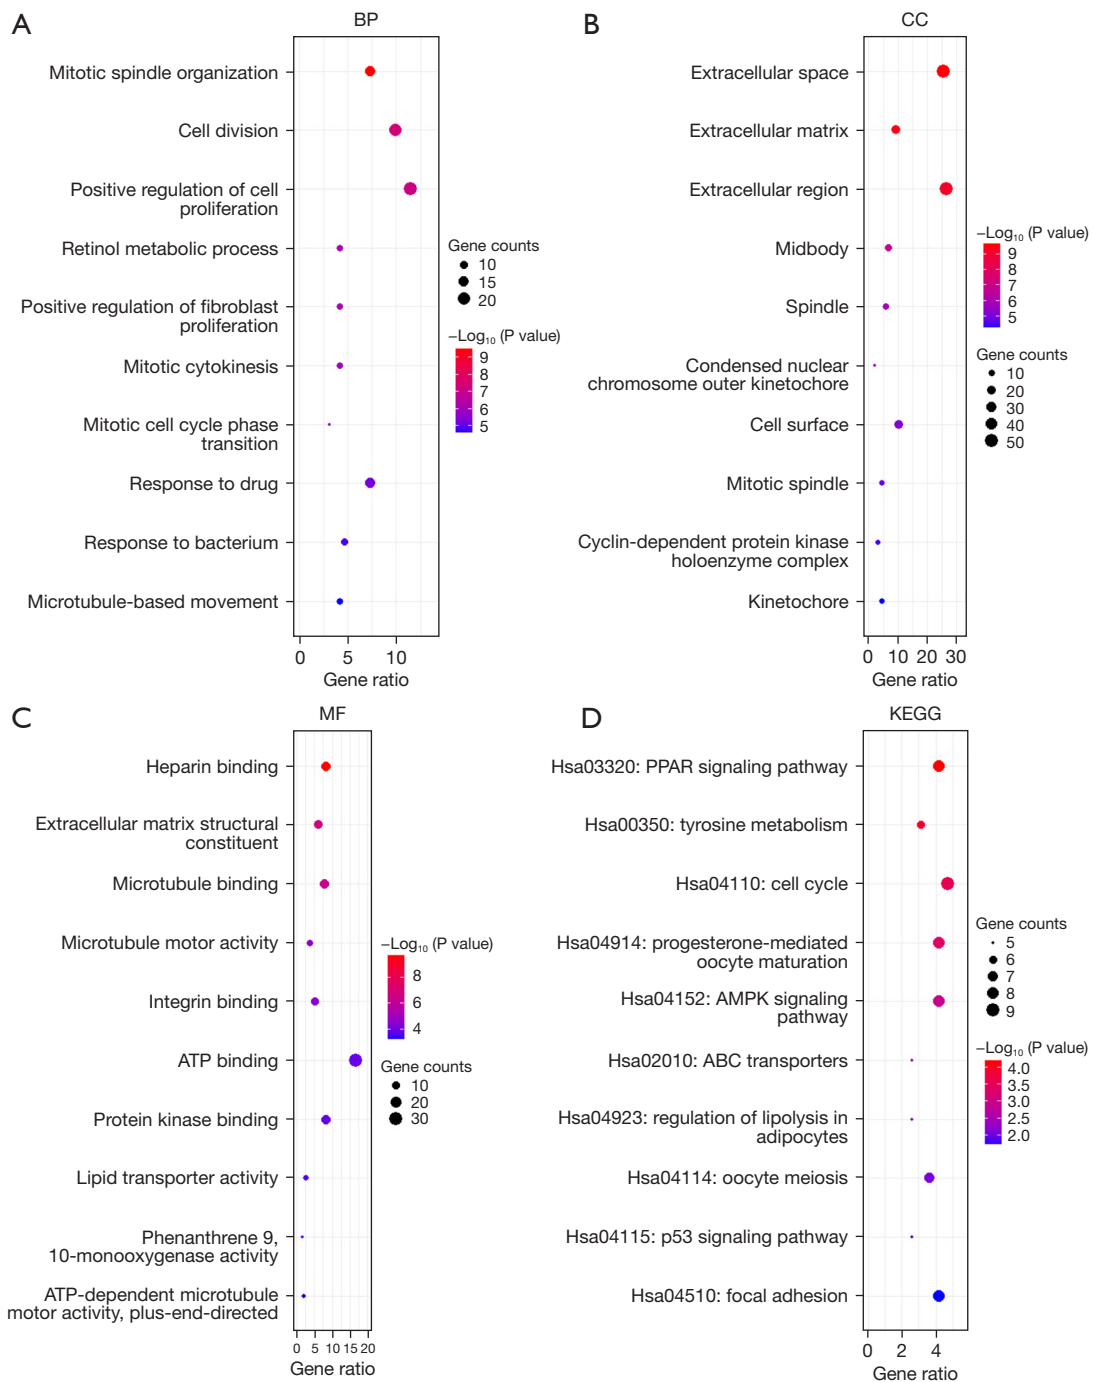 A
BP
Mitotic spindle organization
Cell division
Positive regulation of cell
proliferation
Retinol metabolic process
Positive regulation of fibroblast
proliferation
Mitotic cytokinesis
Mitotic cell cycle phase
transition
Response to drug
Response to bacterium
Microtubule-based movement
0 5 10
Gene ratio
Gene counts
10
15
20
−Log₁₀ (P value)
9
8
7
6
5
B
CC
Extracellular space
Extracellular matrix
Extracellular region
Midbody
Spindle
Condensed nuclear
chromosome outer kinetochore
Cell surface
Mitotic spindle
Cyclin-dependent protein kinase
holoenzyme complex
Kinetochore
0 10 20 30
Gene ratio
−Log₁₀ (P value)
9
8
7
6
5
Gene counts
10
20
30
40
50
C
MF
Heparin binding
Extracellular matrix structural
constituent
Microtubule binding
Microtubule motor activity
Integrin binding
ATP binding
Protein kinase binding
Lipid transporter activity
Phenanthrene 9,
10-monooxygenase activity
ATP-dependent microtubule
motor activity, plus-end-directed
0 5 10 15 20
Gene ratio
−Log₁₀ (P value)
8
6
4
Gene counts
10
20
30
D
KEGG
Hsa03320: PPAR signaling pathway
Hsa00350: tyrosine metabolism
Hsa04110: cell cycle
Hsa04914: progesterone-mediated
oocyte maturation
Hsa04152: AMPK signaling
pathway
Hsa02010: ABC transporters
Hsa04923: regulation of lipolysis in
adipocytes
Hsa04114: oocyte meiosis
Hsa04115: p53 signaling pathway
Hsa04510: focal adhesion
0 2 4
Gene ratio
Gene counts
5
6
7
8
9
−Log₁₀ (P value)
4.0
3.5
3.0
2.5
2.0